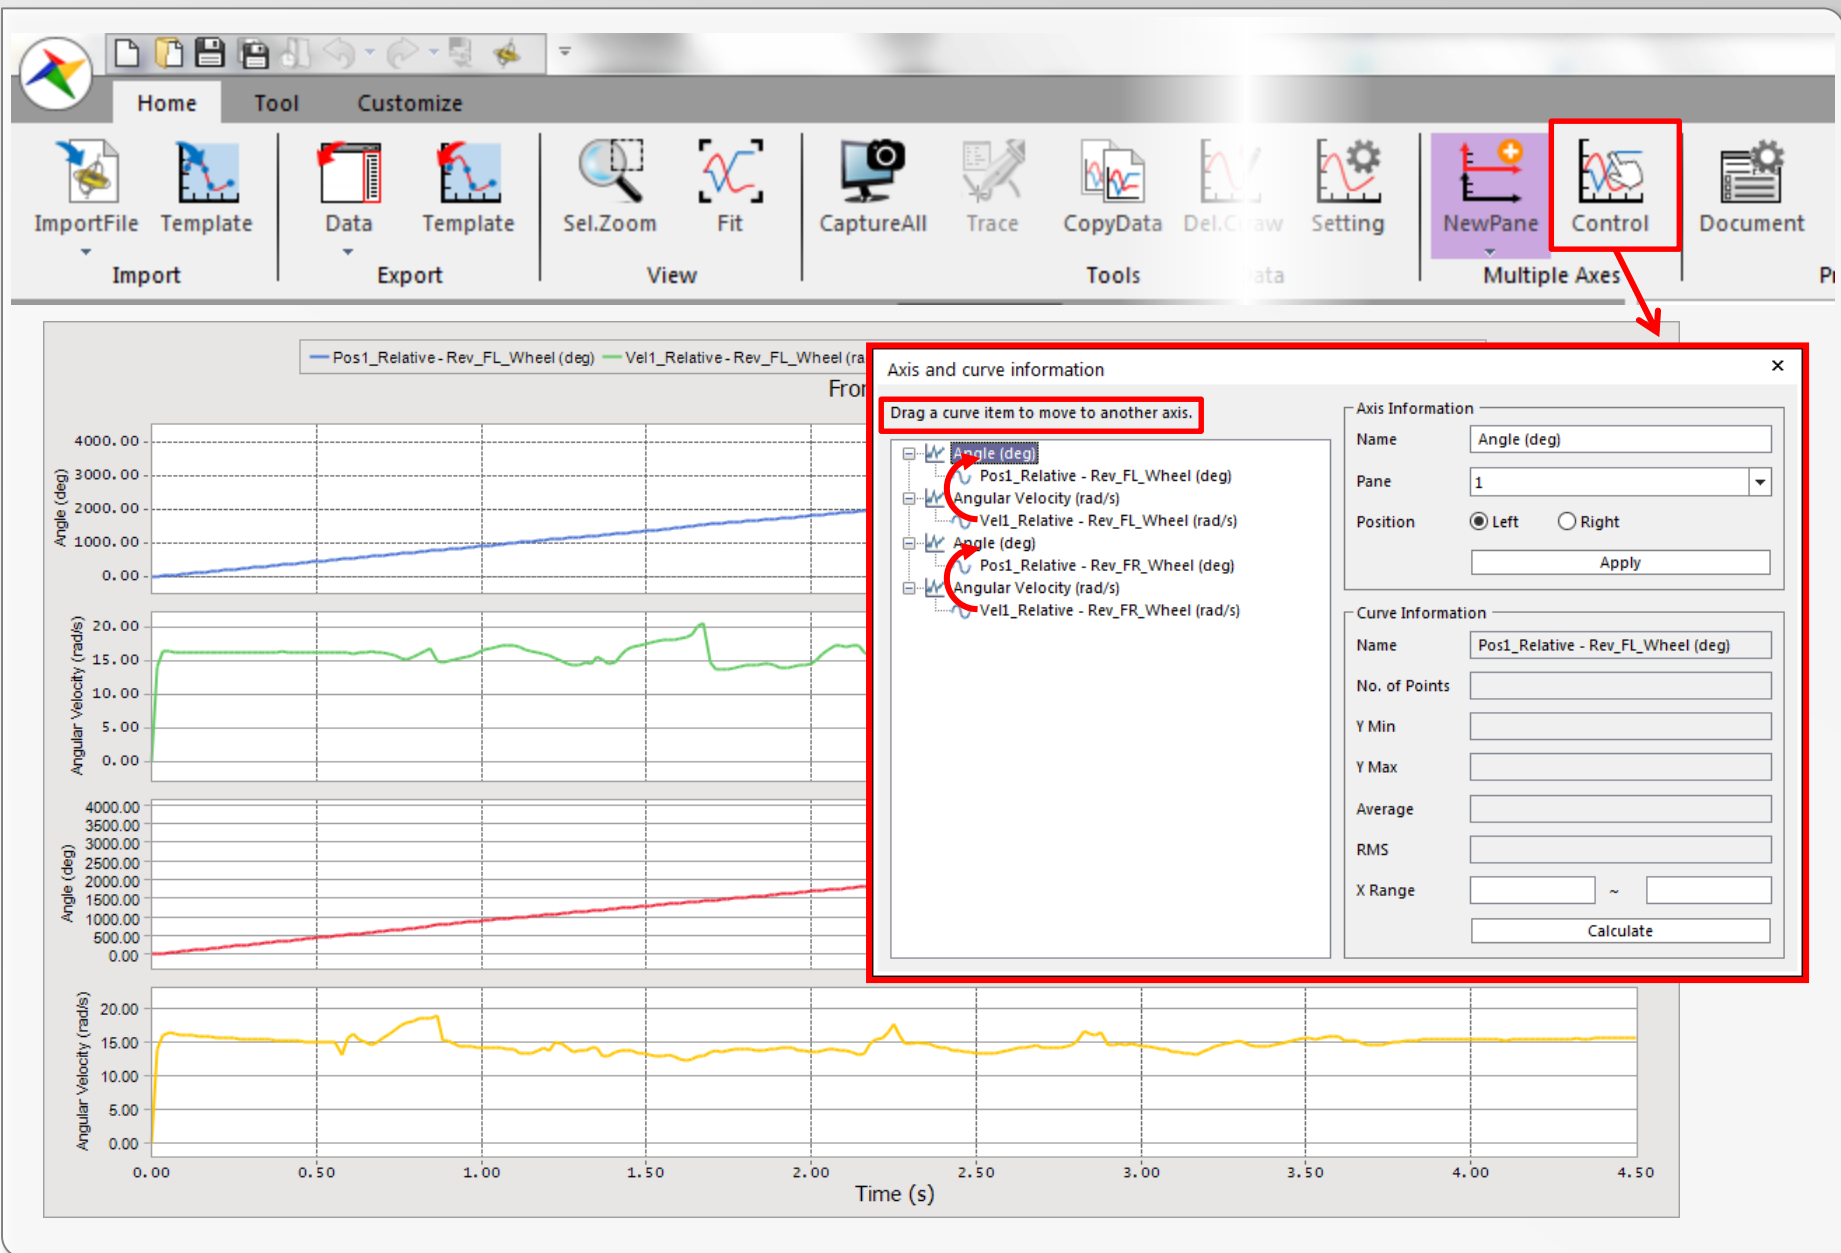 Home Tool Customize
ImportFile Template Data Template Sel.Zoom Fit CaptureAll Trace CopyData Setting NewPane Control Document
Import Export View Tools Multiple Axes
Pos1_Relative - Rev_FL_Wheel (deg) Vel1_Relative - Rev_FL_Wheel
Angle (deg)
4000.00
3000.00
2000.00
1000.00
0.00
Angular Velocity (rad/s)
20.00
15.00
10.00
5.00
0.00
Angle (deg)
4000.00
3500.00
3000.00
2500.00
2000.00
1500.00
1000.00
500.00
0.00
Angular Velocity (rad/s)
20.00
15.00
10.00
5.00
0.00
0.00 0.50 1.00 1.50 2.00 2.50 3.00 3.50 4.00 4.50
Time (s)
Axis and curve information
Drag a curve item to move to another axis.
Angle (deg)
Pos1_Relative - Rev_FL_Wheel (deg)
Angular Velocity (rad/s)
Vel1_Relative - Rev_FL_Wheel (rad/s)
Angle (deg)
Pos1_Relative - Rev_FR_Wheel (deg)
Angular Velocity (rad/s)
Vel1_Relative - Rev_FR_Wheel (rad/s)
Axis Information
Name Angle (deg)
Pane 1
Position Left Right
Apply
Curve Information
Name Pos1_Relative - Rev_FL_Wheel (deg)
No. of Points
Y Min
Y Max
Average
RMS
X Range ~
Calculate